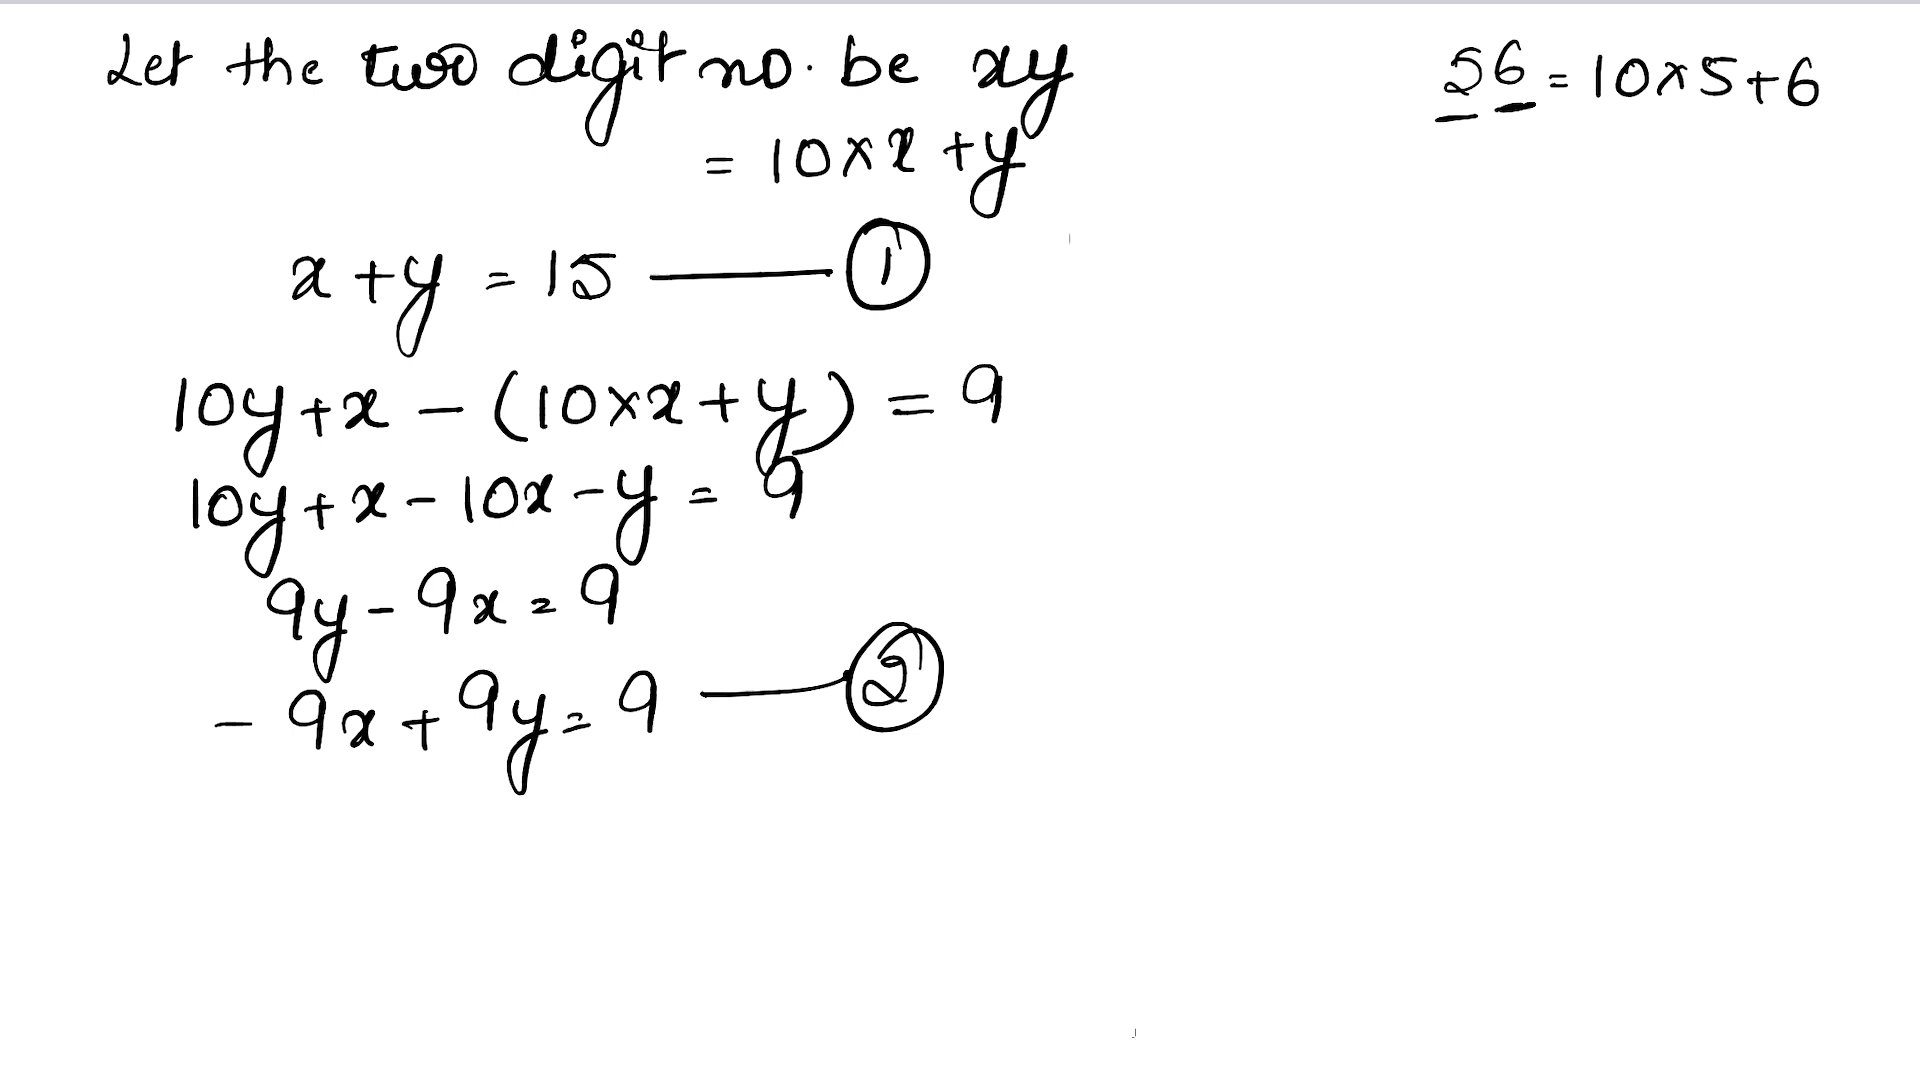 Let the two digit no. be xy
56 = 10×5+6
= 10×x +y
x +y = 15 —— 1
10y+x - (10×x+y) = 9
10y+x-10x-y = 9
9y-9x=9
-9x+9y=9 —— 2